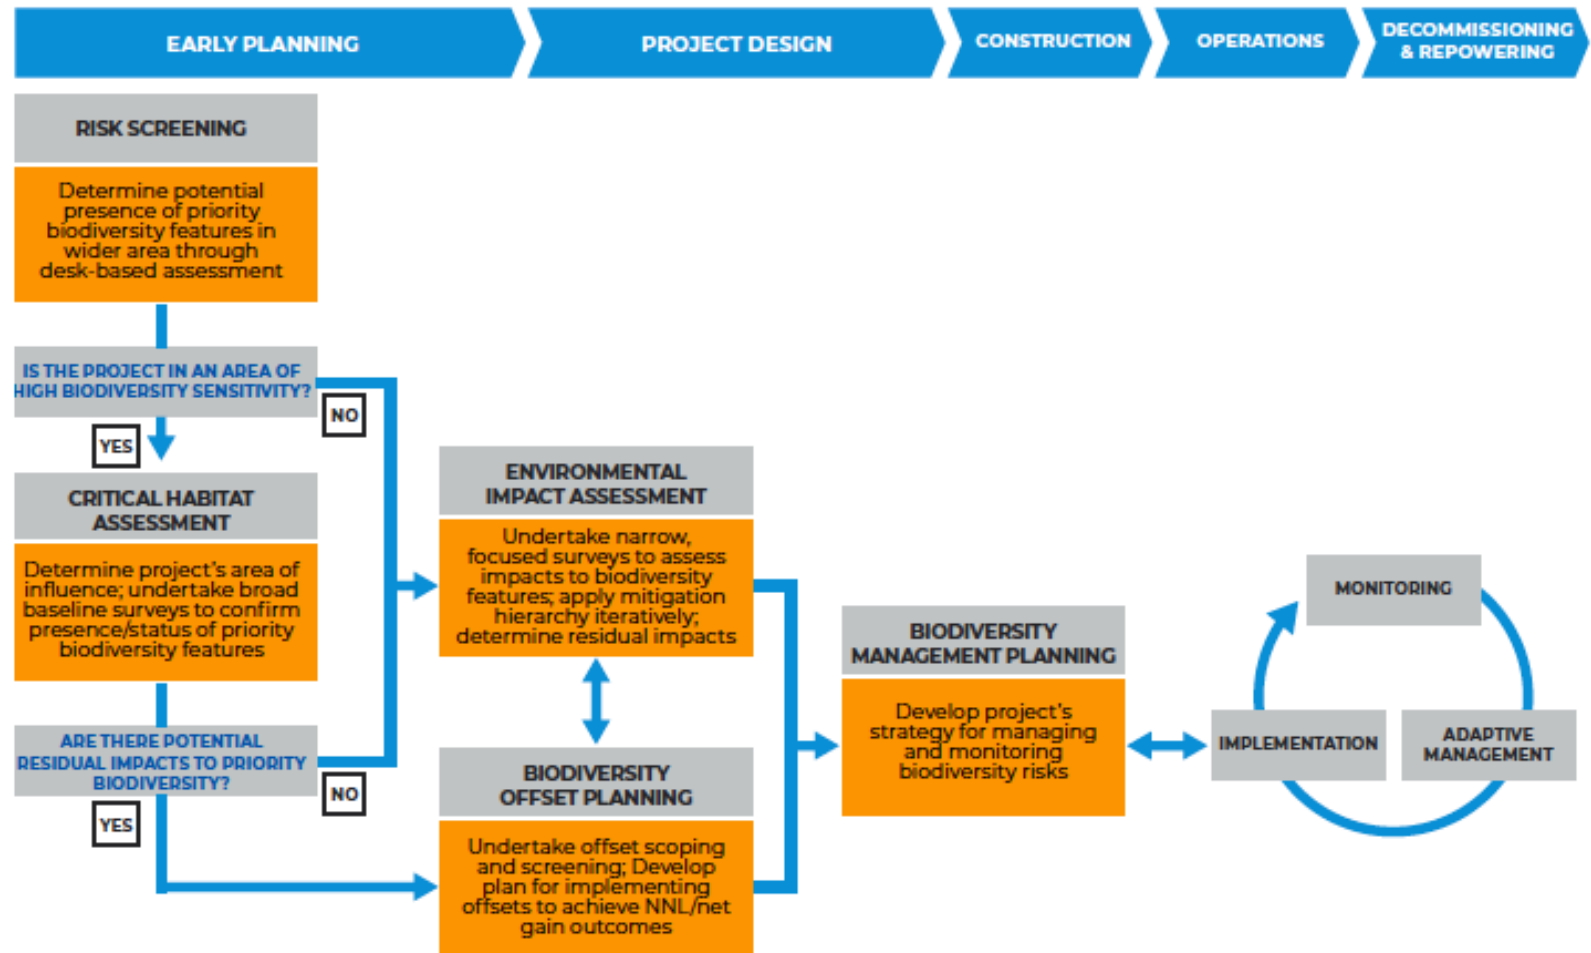 EARLY PLANNING
PROJECT DESIGN
CONSTRUCTION
OPERATIONS
DECOMMISSIONING
& REPOWERING
RISK SCREENING
Determine potential
presence of priority
biodiversity features in
wider area through
desk-based assessment
IS THE PROJECT IN AN AREA OF
HIGH BIODIVERSITY SENSITIVITY?
NO
YES
CRITICAL HABITAT
ASSESSMENT
Determine project's area of
influence; undertake broad
baseline surveys to confirm
presence/status of priority
biodiversity features
ARE THERE POTENTIAL
RESIDUAL IMPACTS TO PRIORITY
BIODIVERSITY?
NO
YES
ENVIRONMENTAL
IMPACT ASSESSMENT
Undertake narrow,
focused surveys to assess
impacts to biodiversity
features; apply mitigation
hierarchy iteratively;
determine residual impacts
BIODIVERSITY
OFFSET PLANNING
Undertake offset scoping
and screening; Develop
plan for implementing
offsets to achieve NNL/net
gain outcomes
BIODIVERSITY
MANAGEMENT PLANNING
Develop project's
strategy for managing
and monitoring
biodiversity risks
MONITORING
IMPLEMENTATION
ADAPTIVE
MANAGEMENT